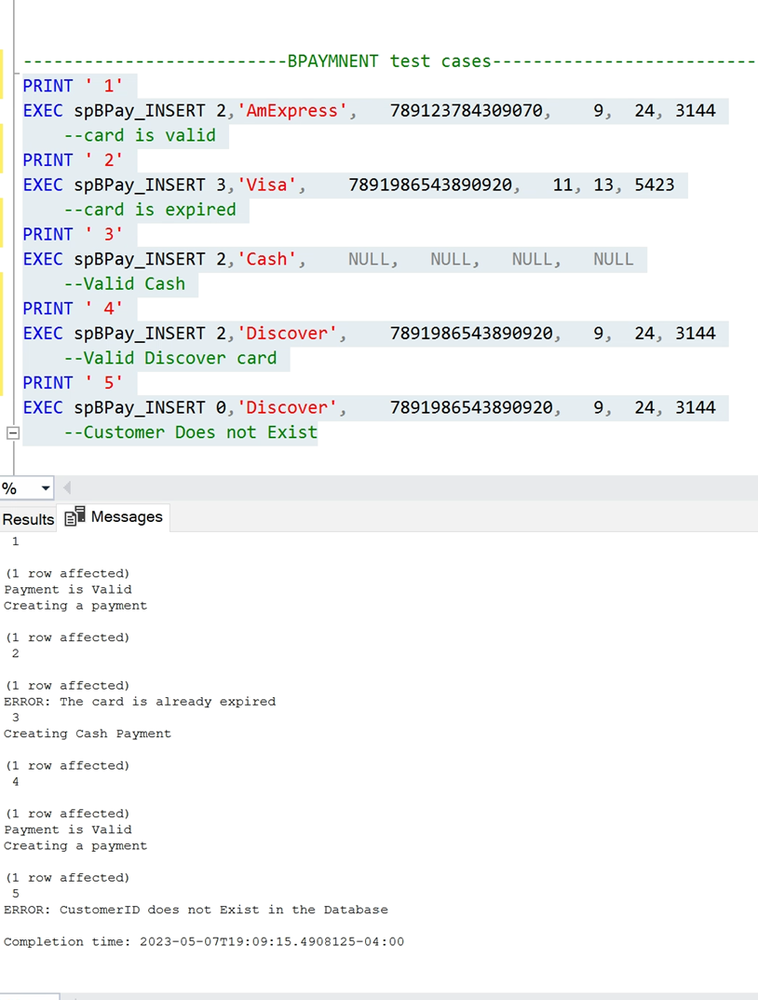 --------------------------BPAYMNENT test cases--------------------------
PRINT ' 1'
EXEC spBPay_INSERT 2,'AmExpress', 789123784309070, 9, 24, 3144
--card is valid
PRINT ' 2'
EXEC spBPay_INSERT 3,'Visa', 7891986543890920, 11, 13, 5423
--card is expired
PRINT ' 3'
EXEC spBPay_INSERT 2,'Cash', NULL, NULL, NULL, NULL
--Valid Cash
PRINT ' 4'
EXEC spBPay_INSERT 2,'Discover', 7891986543890920, 9, 24, 3144
--Valid Discover card
PRINT ' 5'
EXEC spBPay_INSERT 0,'Discover', 7891986543890920, 9, 24, 3144
--Customer Does not Exist
%
Results Messages
1
(1 row affected)
Payment is Valid
Creating a payment
(1 row affected)
2
(1 row affected)
ERROR: The card is already expired
3
Creating Cash Payment
(1 row affected)
4
(1 row affected)
Payment is Valid
Creating a payment
(1 row affected)
5
ERROR: CustomerID does not Exist in the Database
Completion time: 2023-05-07T19:09:15.4908125-04:00